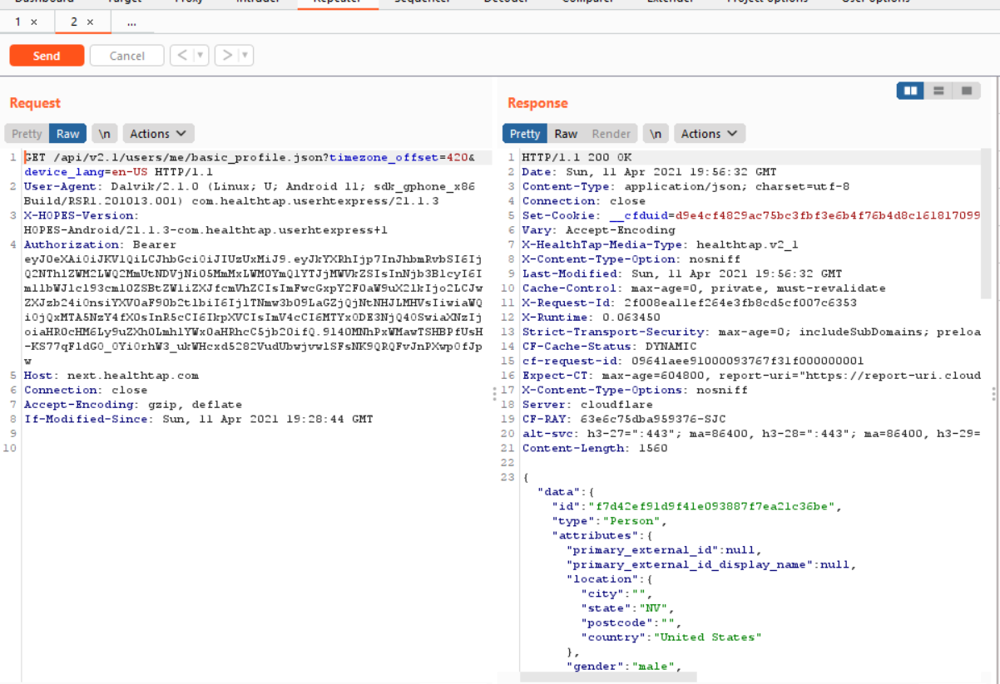 Dashboard Target Proxy Intruder Repeater Sequencer Decoder Comparer Extender Project options User options
1 × 2 × ...
Send Cancel < > 
Request
Pretty Raw \n Actions
1 GET /api/v2.1/users/me/basic_profile.json?timezone_offset=420&
device_lang=en-US HTTP/1.1
2 User-Agent: Dalvik/2.1.0 (Linux; U; Android 11; sdk_gphone_x86
Build/RSR1.201013.001) com.healthtap.userhtexpress/21.1.3
3 X-HOPES-Version:
HOPES-Android/21.1.3-com.healthtap.userhtexpress+1
4 Authorization: Bearer
5 Host: next.healthtap.com
6 Connection: close
7 Accept-Encoding: gzip, deflate
8 If-Modified-Since: Sun, 11 Apr 2021 19:28:44 GMT
9
10
Response
Pretty Raw Render \n Actions
1 HTTP/1.1 200 OK
2 Date: Sun, 11 Apr 2021 19:56:32 GMT
3 Content-Type: application/json; charset=utf-8
4 Connection: close
5 Set-Cookie: __cfduid=d9e4cf4829ac75bc3fbf3e6b4f76b4d8c161817099
6 Vary: Accept-Encoding
7 X-HealthTap-Media-Type: healthtap.v2_1
8 X-Content-Type-Option: nosniff
9 Last-Modified: Sun, 11 Apr 2021 19:56:32 GMT
10 Cache-Control: max-age=0, private, must-revalidate
11 X-Request-Id: 2f008ea11ef264e3fb8cd5cf007c6353
12 X-Runtime: 0.063450
13 Strict-Transport-Security: max-age=0; includeSubDomains; preloa
14 CF-Cache-Status: DYNAMIC
15 cf-request-id: 09641aee91000093767f31f000000001
16 Expect-CT: max-age=604800, report-uri="https://report-uri.cloud
17 X-Content-Type-Options: nosniff
18 Server: cloudflare
19 CF-RAY: 63e6c75dba959376-SJC
20 alt-svc: h3-27=":443"; ma=86400, h3-28=":443"; ma=86400, h3-29=
21 Content-Length: 1560
22
23 {
"data":{
"id":"f7d42ef91d9f41e093887f7ea21c36be",
"type":"Person",
"attributes":{
"primary_external_id":null,
"primary_external_id_display_name":null,
"location":{
"city":"",
"state":"NV",
"postcode":"",
"country":"United States"
},
"gender":"male",